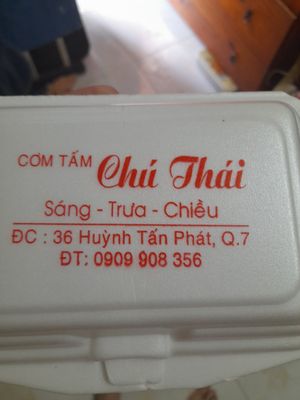 CƠM TẤM Chú Thái
Sáng - Trưa - Chiều
ĐC : 36 Huỳnh Tấn Phát, Q.7
ĐT: 0909 908 356